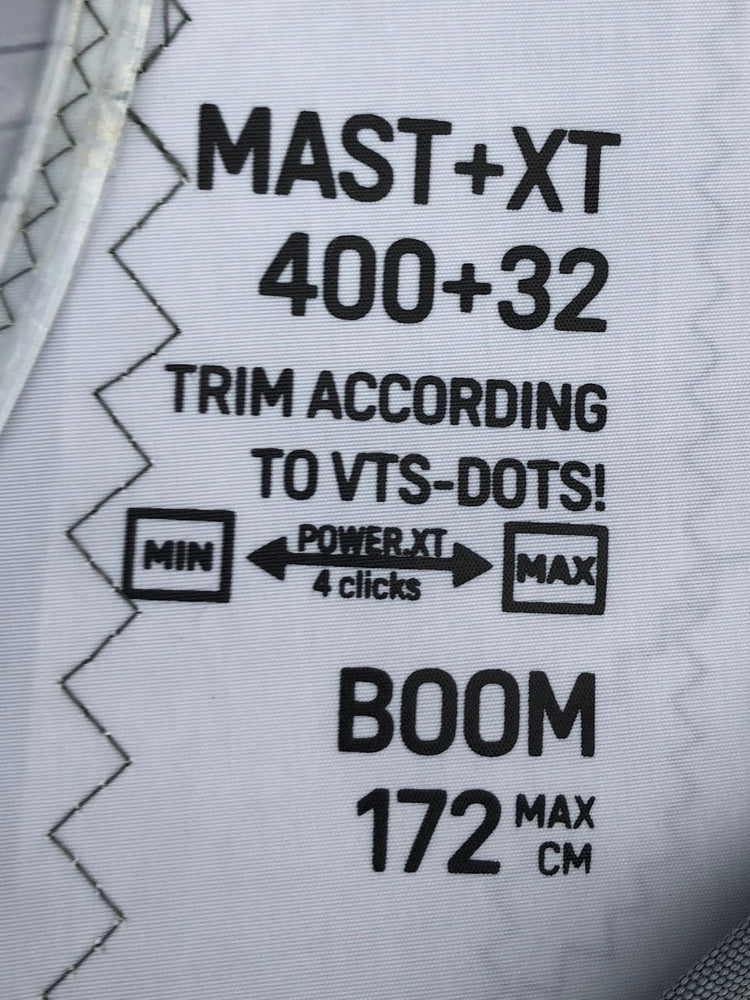 MAST+XT
400+32
TRIM ACCORDING
TO VTS-DOTS!
MIN POWER.XT MAX
4 clicks
BOOM
172 MAX
CM